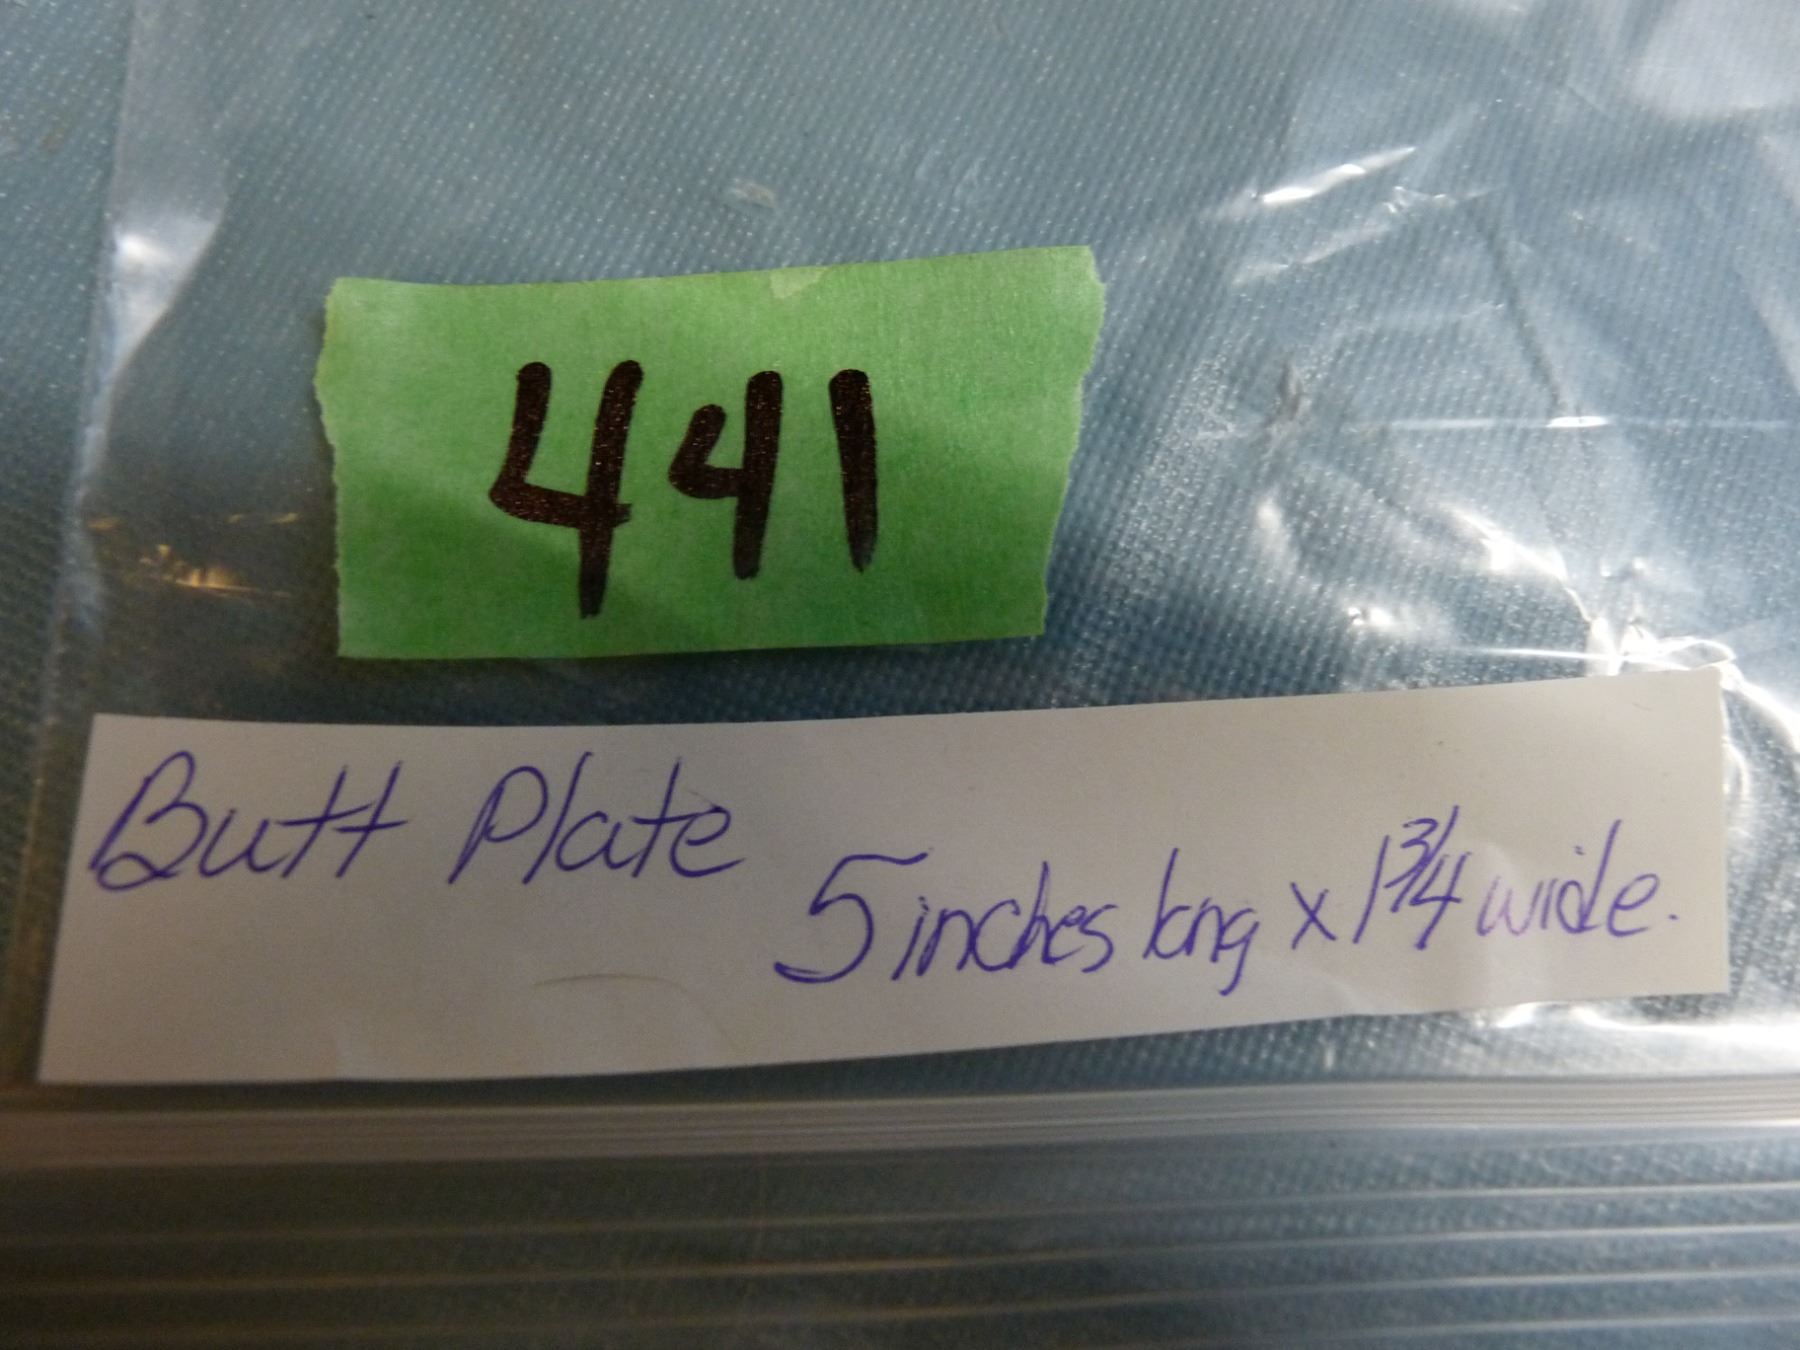 441
Butt Plate
5 inches long x 1 3/4 wide.